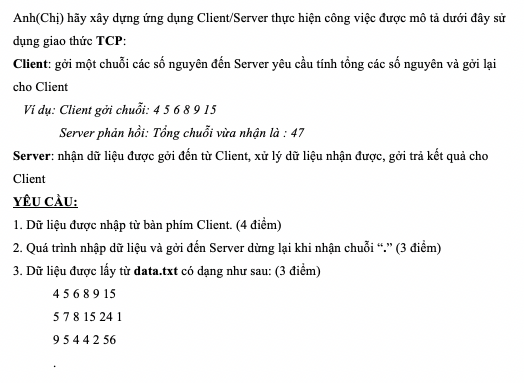 Anh(Chị) hãy xây dựng ứng dụng Client/Server thực hiện công việc được mô tả dưới đây sử
dụng giao thức TCP:
Client: gởi một chuỗi các số nguyên đến Server yêu cầu tính tổng các số nguyên và gởi lại
cho Client
Ví dụ: Client gởi chuỗi: 4 5 6 8 9 15
Server phản hồi: Tổng chuỗi vừa nhận là : 47
Server: nhận dữ liệu được gởi đến từ Client, xử lý dữ liệu nhận được, gởi trả kết quả cho
Client
YÊU CẦU:
1. Dữ liệu được nhập từ bàn phím Client. (4 điểm)
2. Quá trình nhập dữ liệu và gởi đến Server dừng lại khi nhận chuỗi “.” (3 điểm)
3. Dữ liệu được lấy từ data.txt có dạng như sau: (3 điểm)
4 5 6 8 9 15
5 7 8 15 24 1
9 5 4 4 2 56
.